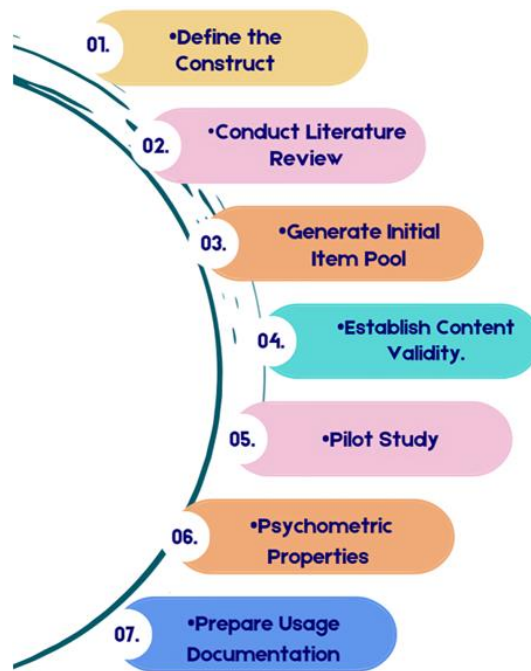 01.
•Define the
Construct
02.
•Conduct Literature
Review
03.
•Generate Initial
Item Pool
04.
•Establish Content
Validity.
05.
•Pilot Study
06.
•Psychometric
Properties
07.
•Prepare Usage
Documentation